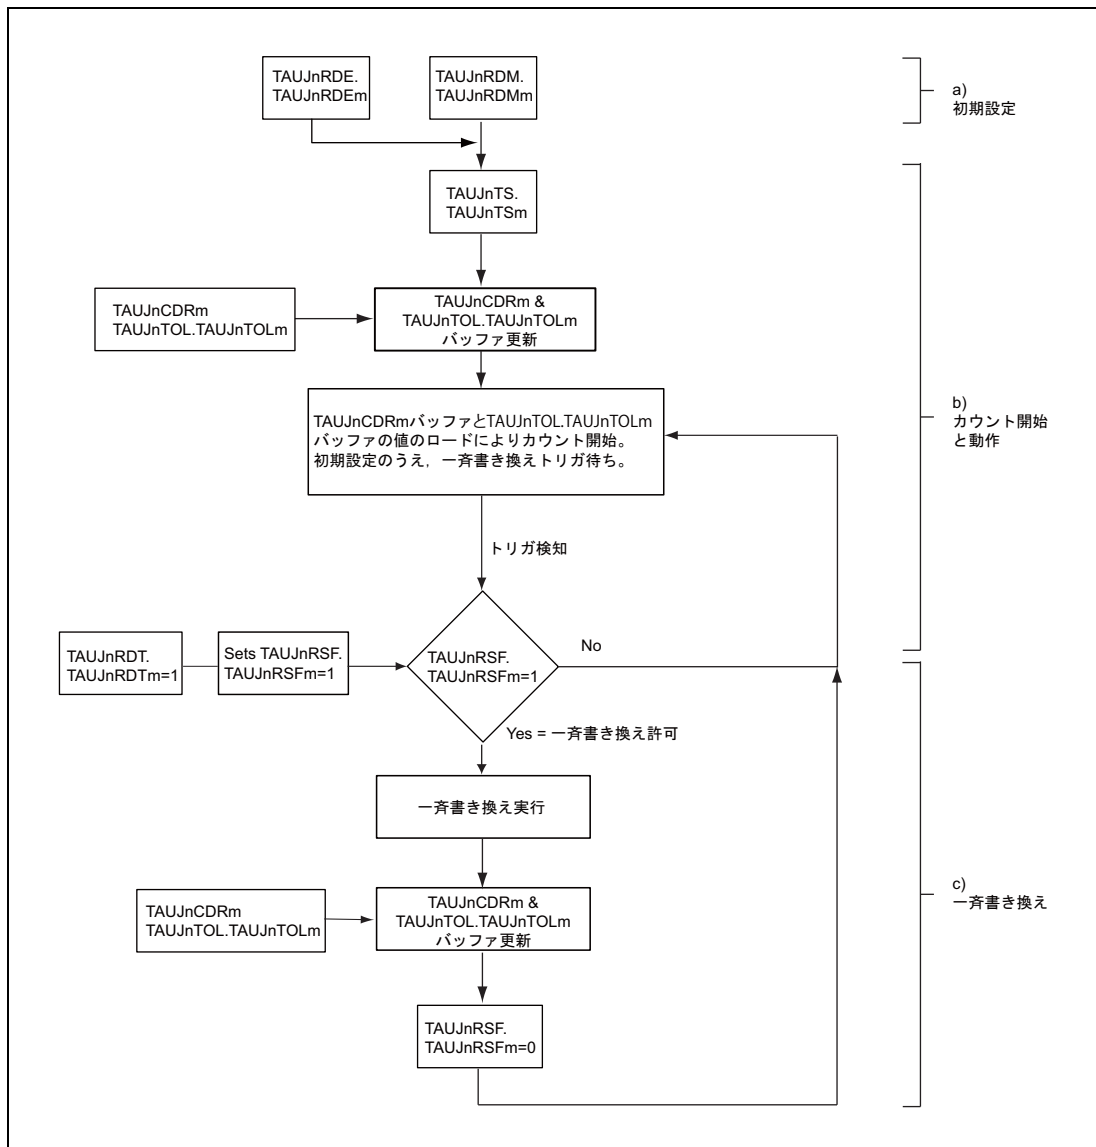 TAUJnRDE.
TAUJnRDEm
TAUJnRDM.
TAUJnRDMm
a)
初期設定
TAUJnTS.
TAUJnTSm
TAUJnCDRm
TAUJnTOL.TAUJnTOLm
TAUJnCDRm &
TAUJnTOL.TAUJnTOLm
バッファ更新
TAUJnCDRmバッファとTAUJnTOL.TAUJnTOLm
バッファの値のロードによりカウント開始。
初期設定のうえ，一斉書き換えトリガ待ち。
b)
カウント開始
と動作
トリガ検知
TAUJnRDT.
TAUJnRDTm=1
Sets TAUJnRSF.
TAUJnRSFm=1
TAUJnRSF.
TAUJnRSFm=1
No
Yes = 一斉書き換え許可
一斉書き換え実行
TAUJnCDRm
TAUJnTOL.TAUJnTOLm
TAUJnCDRm &
TAUJnTOL.TAUJnTOLm
バッファ更新
c)
一斉書き換え
TAUJnRSF.
TAUJnRSFm=0